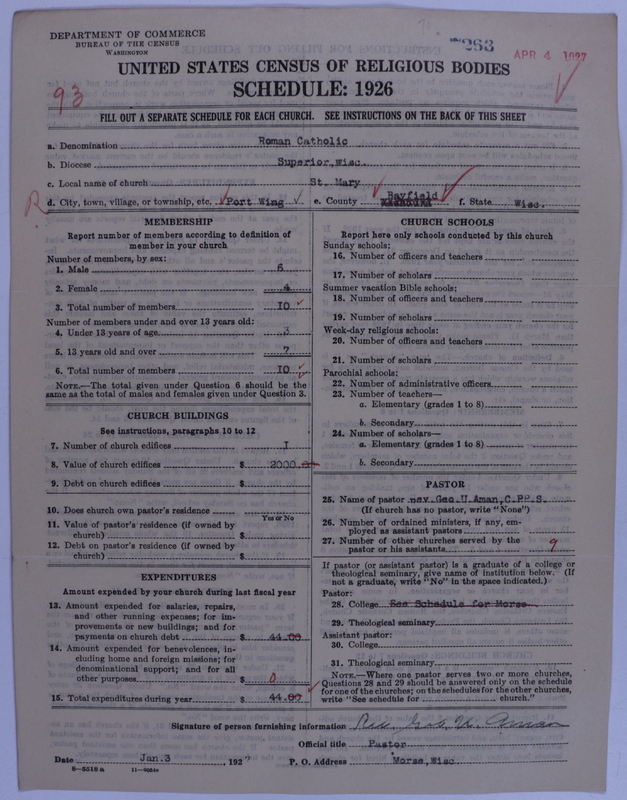 DEPARTMENT OF COMMERCE
BUREAU OF THE CENSUS
WASHINGTON
263
APR 4 1927
UNITED STATES CENSUS OF RELIGIOUS BODIES
SCHEDULE: 1926
93
FILL OUT A SEPARATE SCHEDULE FOR EACH CHURCH. SEE INSTRUCTIONS ON THE BACK OF THIS SHEET
a. Denomination Roman Catholic
b. Diocese Superior, Wisc.
c. Local name of church St. Mary
R d. City, town, village, or township, etc. Port Wing e. County Bayfield f. State Wisc.
MEMBERSHIP
Report number of members according to definition of
member in your church
Number of members, by sex:
1. Male 6
2. Female 4
3. Total number of members 10
Number of members under and over 13 years old:
4. Under 13 years of age 3
5. 13 years old and over 7
6. Total number of members 10
NOTE.—The total given under Question 6 should be the
same as the total of males and females given under Question 3.
CHURCH BUILDINGS
See instructions, paragraphs 10 to 12
7. Number of church edifices 1
8. Value of church edifices $ 2000.
9. Debt on church edifices $
10. Does church own pastor's residence
Yes or No
11. Value of pastor's residence (if owned by
church) $
12. Debt on pastor's residence (if owned by
church) $
EXPENDITURES
Amount expended by your church during last fiscal year
13. Amount expended for salaries, repairs,
and other running expenses; for im-
provements or new buildings; and for
payments on church debt $ 44.00
14. Amount expended for benevolences, in-
cluding home and foreign missions; for
denominational support; and for all
other purposes $ 0
15. Total expenditures during year $ 44.00
CHURCH SCHOOLS
Report here only schools conducted by this church
Sunday schools:
16. Number of officers and teachers
17. Number of scholars
Summer vacation Bible schools:
18. Number of officers and teachers
19. Number of scholars
Week-day religious schools:
20. Number of officers and teachers
21. Number of scholars
Parochial schools:
22. Number of administrative officers
23. Number of teachers—
a. Elementary (grades 1 to 8)
b. Secondary
24. Number of scholars—
a. Elementary (grades 1 to 8)
b. Secondary
PASTOR
25. Name of pastor Rev. Geo. U. Aman, C.PP.S.
(If church has no pastor, write "None")
26. Number of ordained ministers, if any, em-
ployed as assistant pastors
27. Number of other churches served by the
pastor or his assistants 9
If pastor (or assistant pastor) is a graduate of a college or
theological seminary, give name of institution below. (If
not a graduate, write "No" in the space indicated.)
Pastor:
28. College See Schedule for Morse
29. Theological seminary
Assistant pastor:
30. College
31. Theological seminary
NOTE.—Where one pastor serves two or more churches,
Questions 28 and 29 should be answered only on the schedule
for one of the churches; on the schedules for the other churches,
write "See schedule for church."
Signature of person furnishing information Rev. Geo. U. Aman
Official title Pastor
Date Jan. 3 , 1927 P. O. Address Morse, Wisc.
8—5518 A